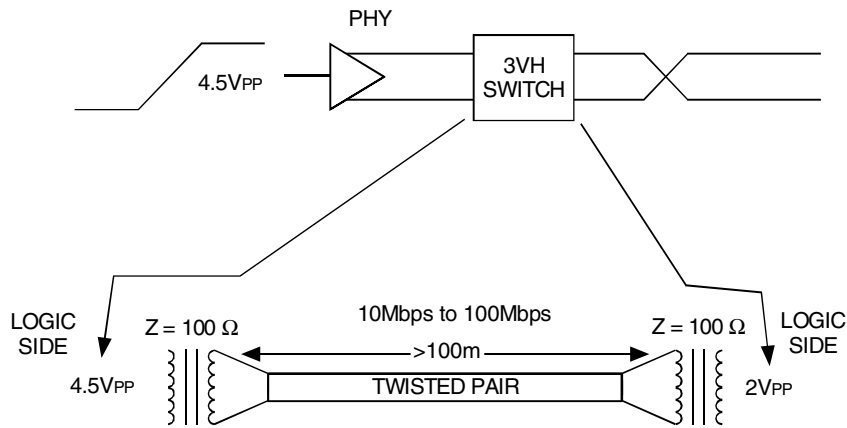 PHY
4.5VPP
3VH
SWITCH
LOGIC
SIDE
Z = 100 Ω
10Mbps to 100Mbps
Z = 100 Ω
LOGIC
SIDE
>100m
4.5VPP
TWISTED PAIR
2VPP